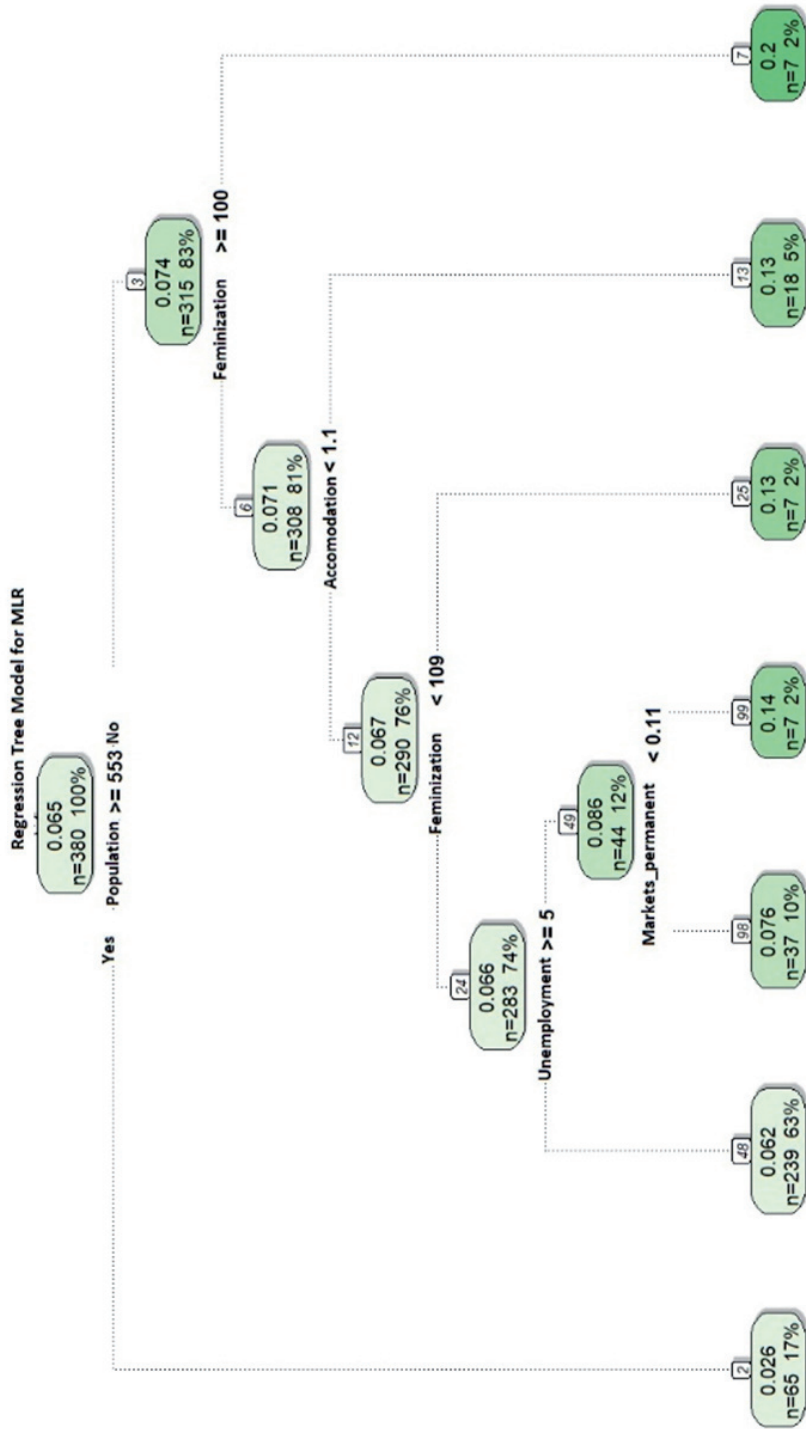 Regression Tree Model for MLR
0.065
n=380 100%
Yes Population >= 553 No
3
0.074
n=315 83%
Feminization >= 100
6
0.071
n=308 81%
Accomodation < 1.1
12
0.067
n=290 76%
Feminization < 109
24
0.066
n=283 74%
Unemployment >= 5
49
0.086
n=44 12%
Markets_permanent < 0.11
2
0.026
n=65 17%
48
0.062
n=239 63%
98
0.076
n=37 10%
99
0.14
n=7 2%
25
0.13
n=7 2%
13
0.13
n=18 5%
7
0.2
n=7 2%